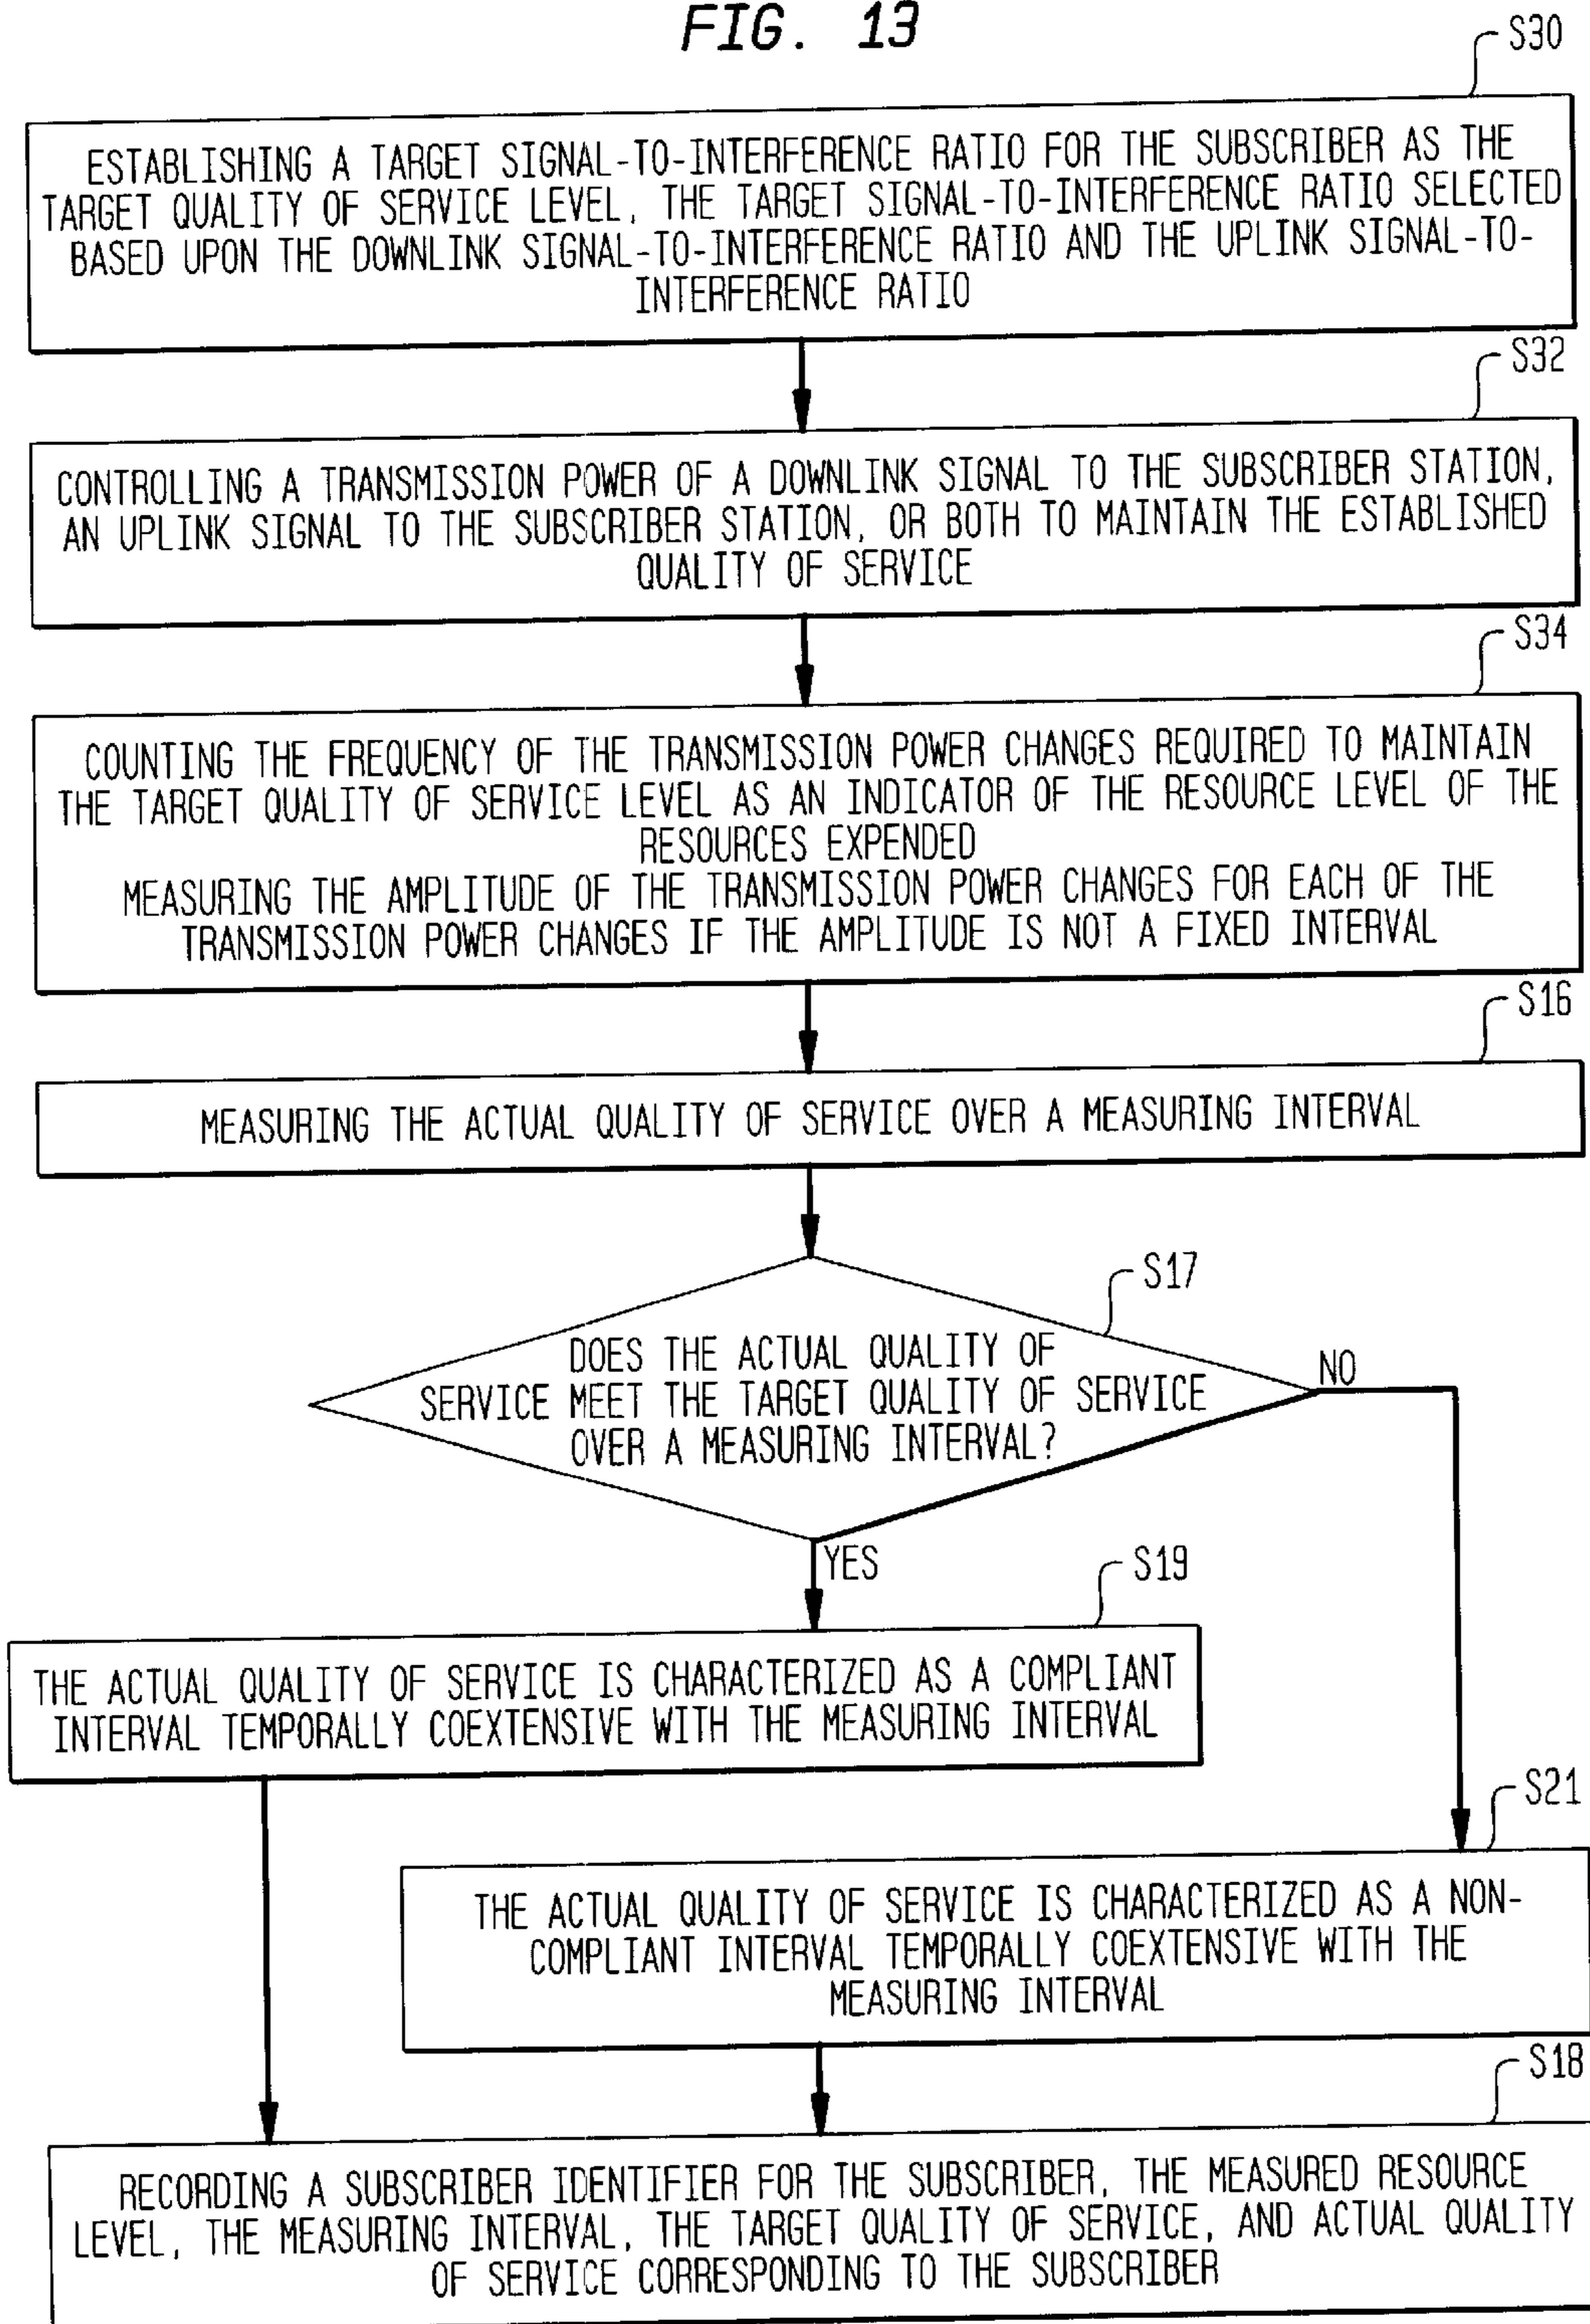 FIG. 13
S30
ESTABLISHING A TARGET SIGNAL-TO-INTERFERENCE RATIO FOR THE SUBSCRIBER AS THE
TARGET QUALITY OF SERVICE LEVEL, THE TARGET SIGNAL-TO-INTERFERENCE RATIO SELECTED
BASED UPON THE DOWNLINK SIGNAL-TO-INTERFERENCE RATIO AND THE UPLINK SIGNAL-TO-
INTERFERENCE RATIO
S32
CONTROLLING A TRANSMISSION POWER OF A DOWNLINK SIGNAL TO THE SUBSCRIBER STATION,
AN UPLINK SIGNAL TO THE SUBSCRIBER STATION, OR BOTH TO MAINTAIN THE ESTABLISHED
QUALITY OF SERVICE
S34
COUNTING THE FREQUENCY OF THE TRANSMISSION POWER CHANGES REQUIRED TO MAINTAIN
THE TARGET QUALITY OF SERVICE LEVEL AS AN INDICATOR OF THE RESOURCE LEVEL OF THE
RESOURCES EXPENDED
MEASURING THE AMPLITUDE OF THE TRANSMISSION POWER CHANGES FOR EACH OF THE
TRANSMISSION POWER CHANGES IF THE AMPLITUDE IS NOT A FIXED INTERVAL
S16
MEASURING THE ACTUAL QUALITY OF SERVICE OVER A MEASURING INTERVAL
S17
DOES THE ACTUAL QUALITY OF
SERVICE MEET THE TARGET QUALITY OF SERVICE
OVER A MEASURING INTERVAL?
NO
YES
S19
THE ACTUAL QUALITY OF SERVICE IS CHARACTERIZED AS A COMPLIANT
INTERVAL TEMPORALLY COEXTENSIVE WITH THE MEASURING INTERVAL
S21
THE ACTUAL QUALITY OF SERVICE IS CHARACTERIZED AS A NON-
COMPLIANT INTERVAL TEMPORALLY COEXTENSIVE WITH THE
MEASURING INTERVAL
S18
RECORDING A SUBSCRIBER IDENTIFIER FOR THE SUBSCRIBER, THE MEASURED RESOURCE
LEVEL, THE MEASURING INTERVAL, THE TARGET QUALITY OF SERVICE, AND ACTUAL QUALITY
OF SERVICE CORRESPONDING TO THE SUBSCRIBER